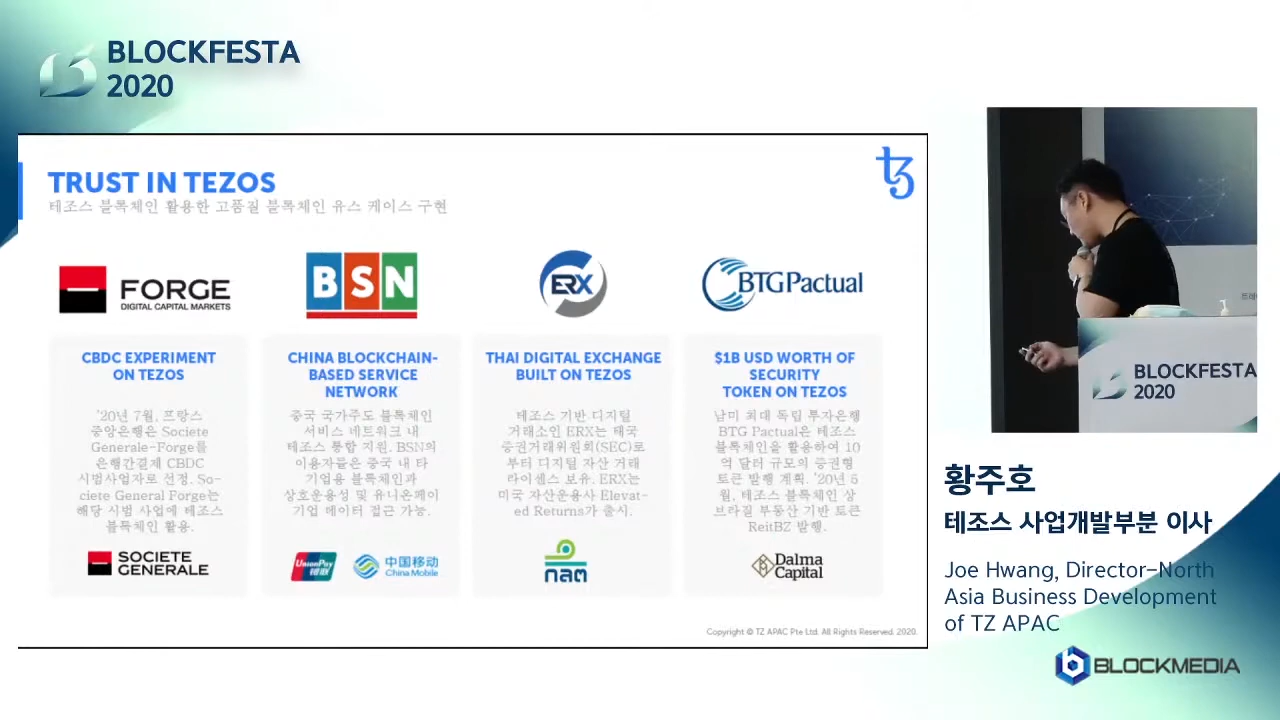 BLOCKFESTA
2020
TRUST IN TEZOS
테조스 블록체인 활용한 고품질 블록체인 유스 케이스 구현
FORGE
DIGITAL CAPITAL MARKETS
CBDC EXPERIMENT
ON TEZOS
'20년 7월, 프랑스
중앙은행은 Societe
Generale-Forge를
은행간결제 CBDC
시범사업자로 선정. So-
ciete General Forge는
해당 시범 사업에 테조스
블록체인 활용.
SOCIETE
GENERALE
BSN
CHINA BLOCKCHAIN-
BASED SERVICE
NETWORK
중국 국가주도 블록체인
서비스 네트워크 내
테조스 통합 지원. BSN의
이용자들은 중국 내 타
기업용 블록체인과
상호운용성 및 유니온페이
기업 데이터 접근 가능.
UnionPay
银联
中国移动
China Mobile
ERX
THAI DIGITAL EXCHANGE
BUILT ON TEZOS
테조스 기반 디지털
거래소인 ERX는 태국
증권거래위원회(SEC)로
부터 디지털 자산 거래
라이센스 보유. ERX는
미국 자산운용사 Elevat-
ed Returns가 출시.
กลต
BTGPactual
$1B USD WORTH OF
SECURITY
TOKEN ON TEZOS
남미 최대 독립 투자은행
BTG Pactual은 테조스
블록체인을 활용하여 10
억 달러 규모의 증권형
토큰 발행 계획. '20년 5
월, 테조스 블록체인 상
브라질 부동산 기반 토큰
ReitBZ 발행.
Dalma
Capital
Copyright © TZ APAC Pte Ltd. All Rights Reserved. 2020.
BLOCKFESTA
2020
황주호
테조스 사업개발부분 이사
Joe Hwang, Director-North
Asia Business Development
of TZ APAC
BLOCKMEDIA